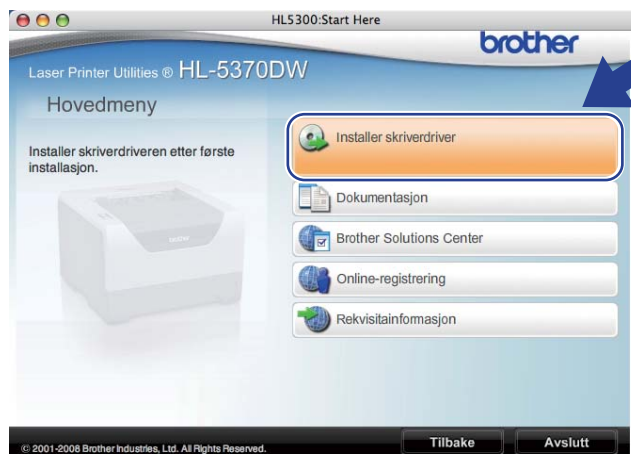 HL5300:Start Here
brother
Laser Printer Utilities ® HL-5370DW
Hovedmeny
Installer skriverdriveren etter første
installasjon.
Installer skriverdriver
Dokumentasjon
Brother Solutions Center
Online-registrering
Rekvisitainformasjon
© 2001-2008 Brother Industries, Ltd. All Rights Reserved.
Tilbake
Avslutt